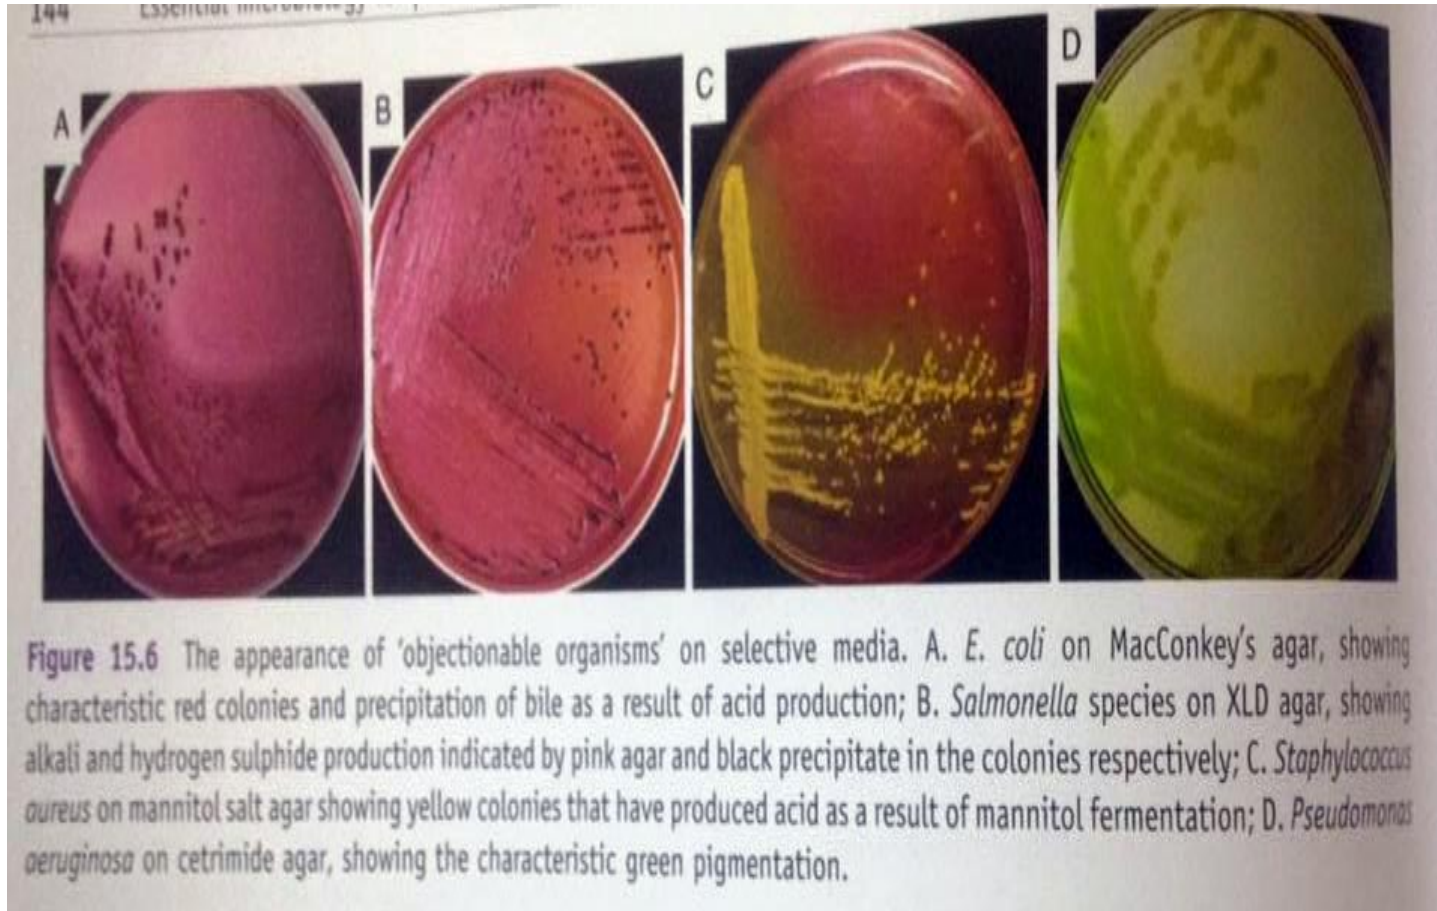 144 Essential microbiology
A
B
C
D
Figure 15.6 The appearance of ‘objectionable organisms’ on selective media. A. E. coli on MacConkey’s agar, showing
characteristic red colonies and precipitation of bile as a result of acid production; B. Salmonella species on XLD agar, showing
alkali and hydrogen sulphide production indicated by pink agar and black precipitate in the colonies respectively; C. Staphylococcus
aureus on mannitol salt agar showing yellow colonies that have produced acid as a result of mannitol fermentation; D. Pseudomonas
aeruginosa on cetrimide agar, showing the characteristic green pigmentation.